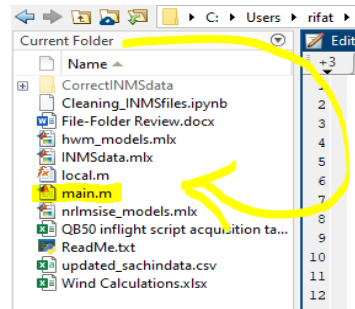 C: Users rifat
Current Folder
Edit
Name
+3
CorrectINMSdata
Cleaning_INMSfiles.ipynb
File-Folder Review.docx
hwm_models.mlx
INMSdata.mlx
local.m
main.m
nrlmsise_models.mlx
QB50 inflight script acquisition ta...
ReadMe.txt
updated_sachindata.csv
Wind Calculations.xlsx
1
2
3
4
5
6
7
8
9
10
11
12